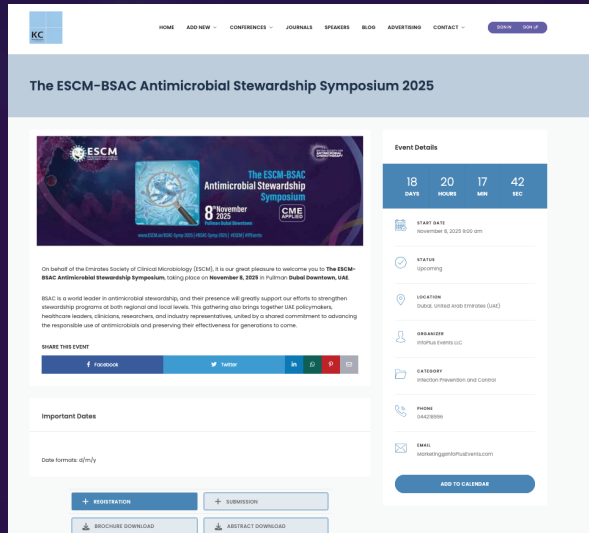 KC
HOME ADD NEW CONFERENCES JOURNALS SPEAKERS BLOG ADVERTISING CONTACT SIGN IN SIGN UP
The ESCM-BSAC Antimicrobial Stewardship Symposium 2025
ESCM
The ESCM-BSAC
Antimicrobial Stewardship
Symposium
8th November
2025
Pullman Dubai Downtown
CME
APPLIED
On behalf of the Emirates Society of Clinical Microbiology (ESCM), it is our great pleasure to welcome you to The ESCM-
BSAC Antimicrobial Stewardship Symposium, taking place on November 8, 2025 in Pullman Dubai Downtown, UAE.
BSAC is a world leader in antimicrobial stewardship, and their presence will greatly support our efforts to strengthen
stewardship programs at both regional and local levels. This gathering also brings together UAE policymakers,
healthcare leaders, clinicians, researchers, and industry representatives, united by a shared commitment to advancing
the responsible use of antimicrobials and preserving their effectiveness for generations to come.
SHARE THIS EVENT
Facebook Twitter
Important Dates
Date formats: d/m/y
+ REGISTRATION + SUBMISSION
BROCHURE DOWNLOAD ABSTRACT DOWNLOAD
Event Details
18 20 17 42
DAYS HOURS MIN SEC
START DATE
November 8, 2025 9:00 am
STATUS
Upcoming
LOCATION
Dubai, United Arab Emirates (UAE)
ORGANIZER
InfoPlus Events LLC
CATEGORY
Infection Prevention and Control
PHONE
EMAIL
Marketing@InfoPlusEvents.com
ADD TO CALENDAR